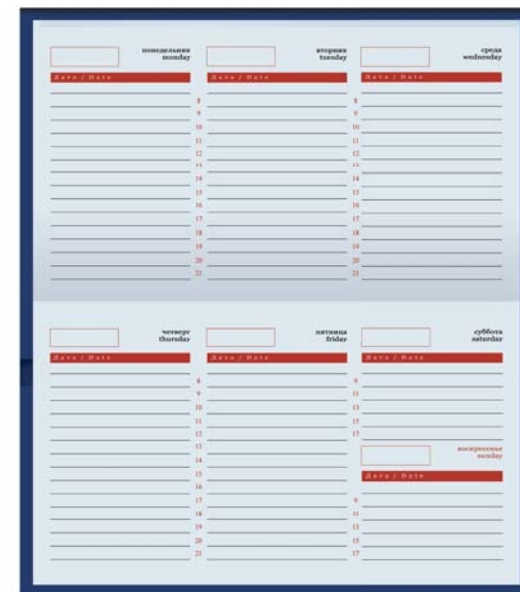 понедельник
monday
Дата / Date
8
9
10
11
12
13
14
15
16
17
18
19
20
21
вторник
tuesday
Дата / Date
8
9
10
11
12
13
14
15
16
17
18
19
20
21
среда
wednesday
Дата / Date
четверг
thursday
Дата / Date
8
9
10
11
12
13
14
15
16
17
18
19
20
21
пятница
friday
Дата / Date
9
11
13
15
17
суббота
saturday
Дата / Date
воскресенье
sunday
Дата / Date
9
11
13
15
17